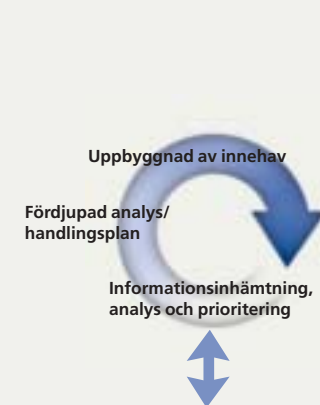 Uppbyggnad av innehav
Fördjupad analys/
handlingsplan
Informationsinhämtning,
analys och prioritering